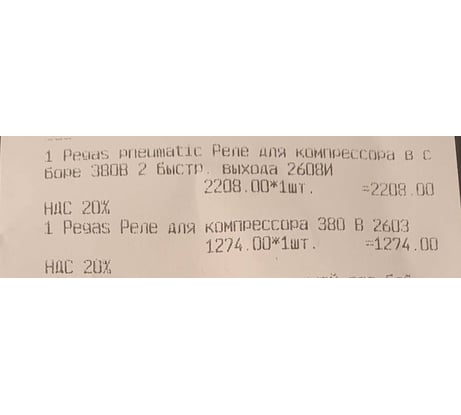 1 Pegas pneumatic Реле для компрессора в с
боре 380В 2 быстр. выхода 2608И
2208.00*1шт. =2208.00
НДС 20%
1 Pegas Реле для компрессора 380 В 2603
1274.00*1шт. =1274.00
НДС 20%